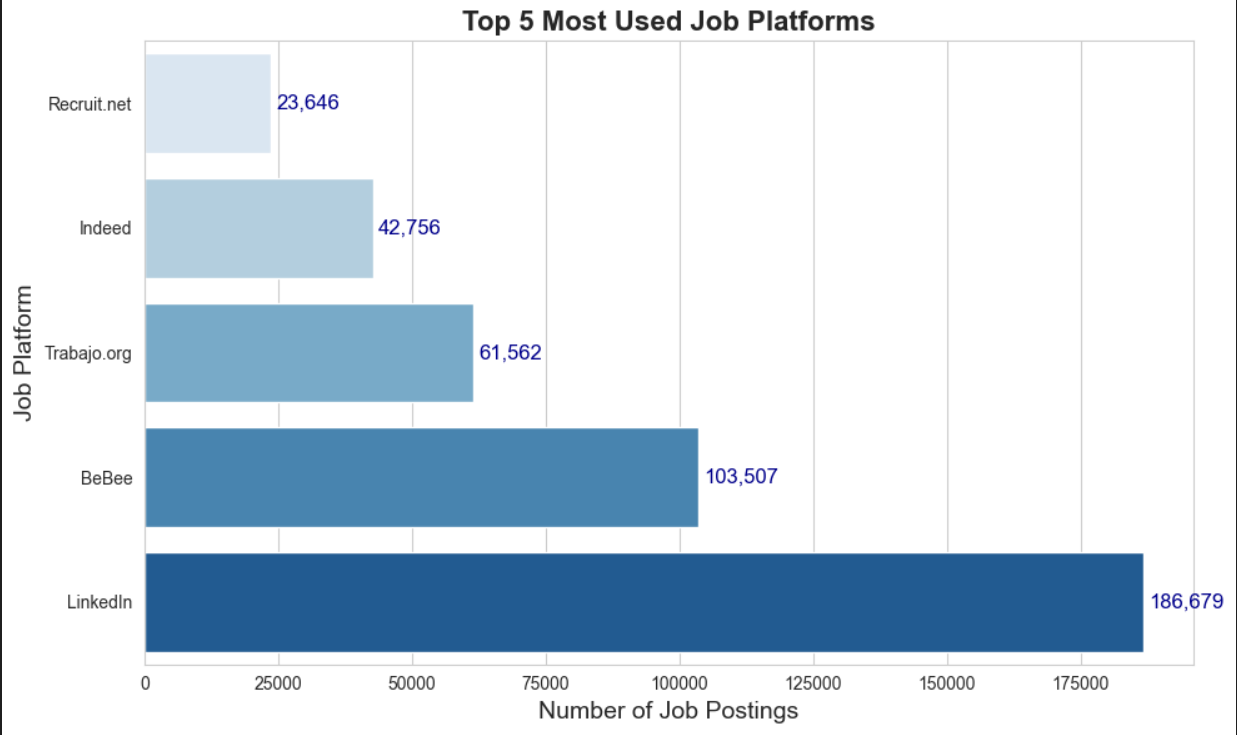 Top 5 Most Used Job Platforms
Job Platform
Recruit.net 23,646
Indeed 42,756
Trabajo.org 61,562
BeBee 103,507
LinkedIn 186,679
0 25000 50000 75000 100000 125000 150000 175000
Number of Job Postings